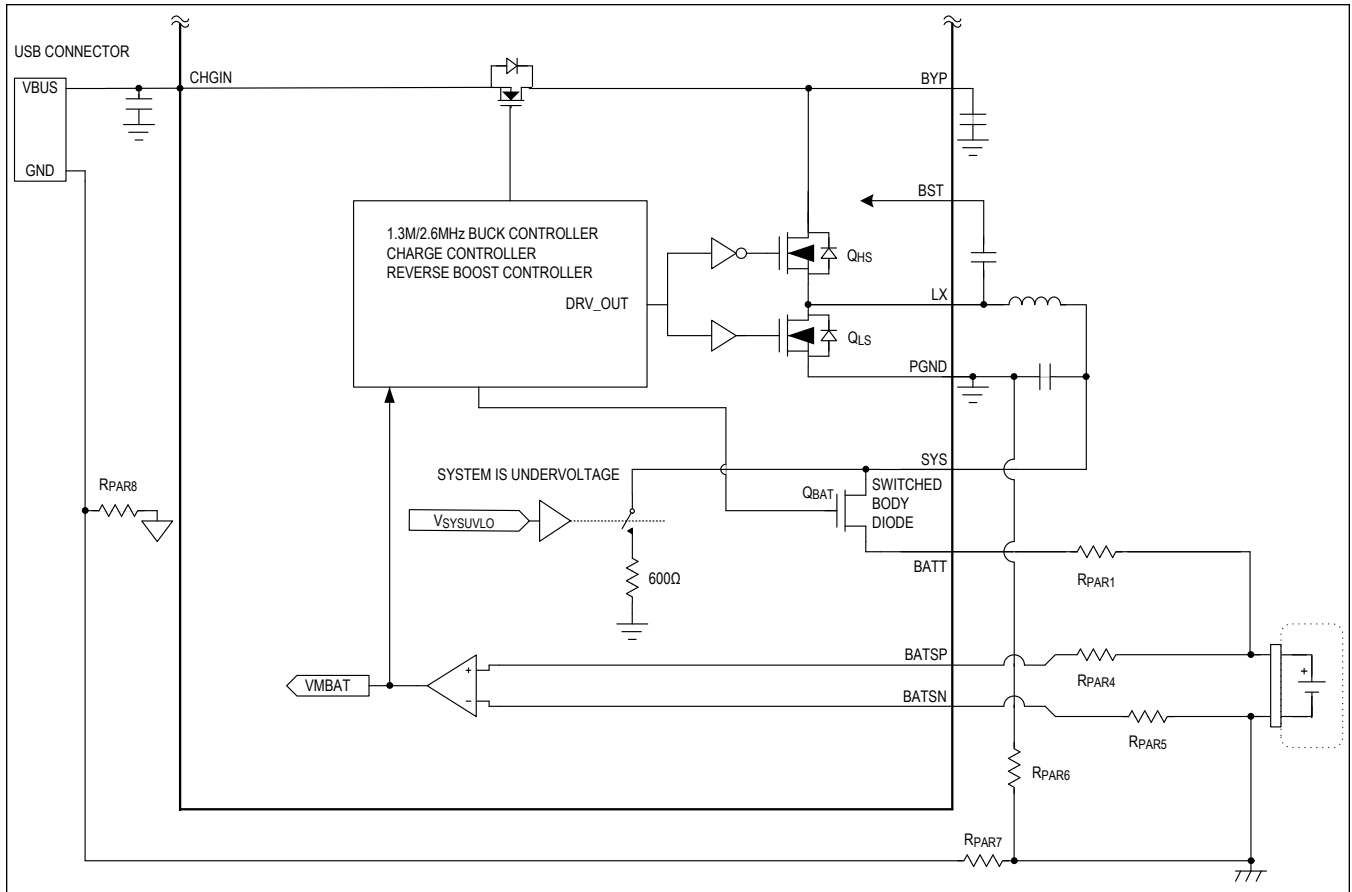 USB CONNECTOR
VBUS
GND
CHGIN
BYP
BST
1.3M/2.6MHz BUCK CONTROLLER
CHARGE CONTROLLER
REVERSE BOOST CONTROLLER
DRV_OUT
QHS
LX
QLS
PGND
SYS
SYSTEM IS UNDERVOLTAGE
QBAT
SWITCHED
BODY
DIODE
RPAR8
VSYSUVLO
600Ω
BATT
RPAR1
BATSP
RPAR4
+
+
-
VMBAT
BATSN
RPAR5
RPAR6
RPAR7